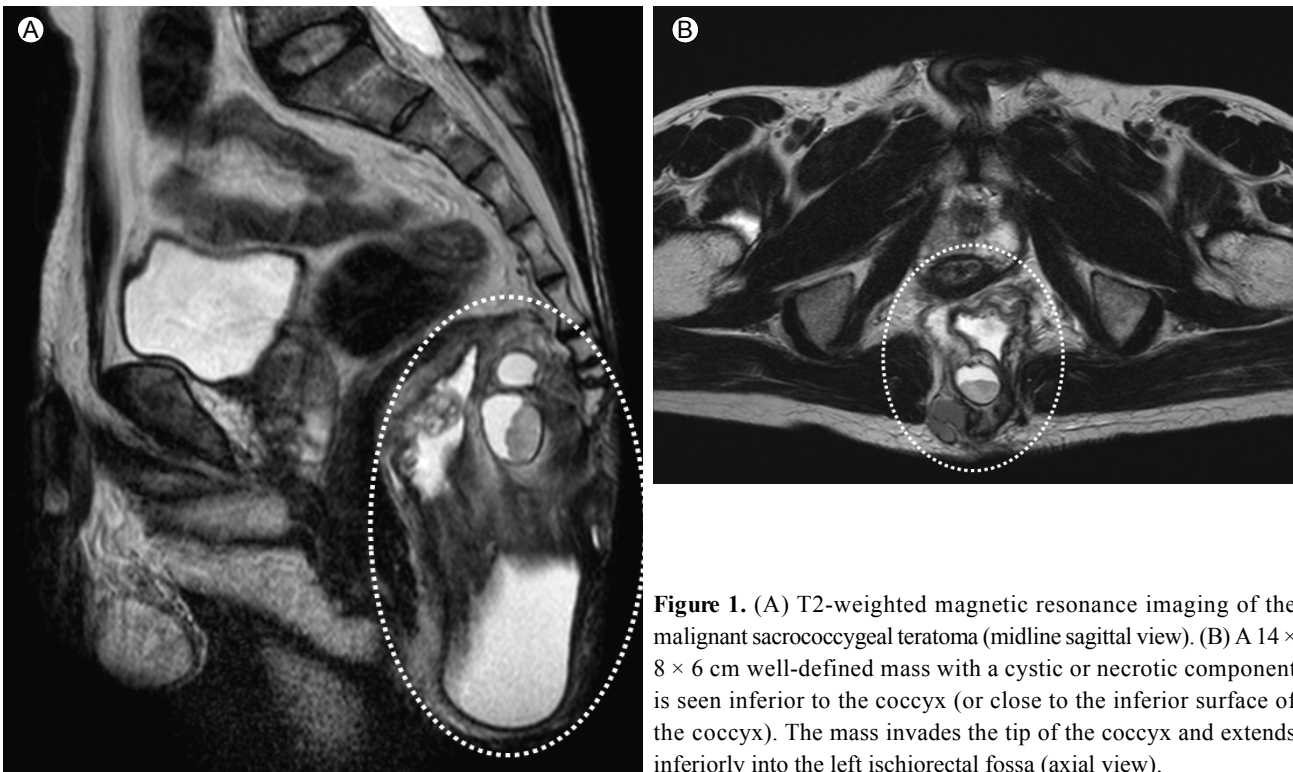 A
B
Figure 1. (A) T2-weighted magnetic resonance imaging of the
malignant sacrococcygeal teratoma (midline sagittal view). (B) A 14 ×
8 × 6 cm well-defined mass with a cystic or necrotic component
is seen inferior to the coccyx (or close to the inferior surface of
the coccyx). The mass invades the tip of the coccyx and extends
inferiorly into the left ischiorectal fossa (axial view).